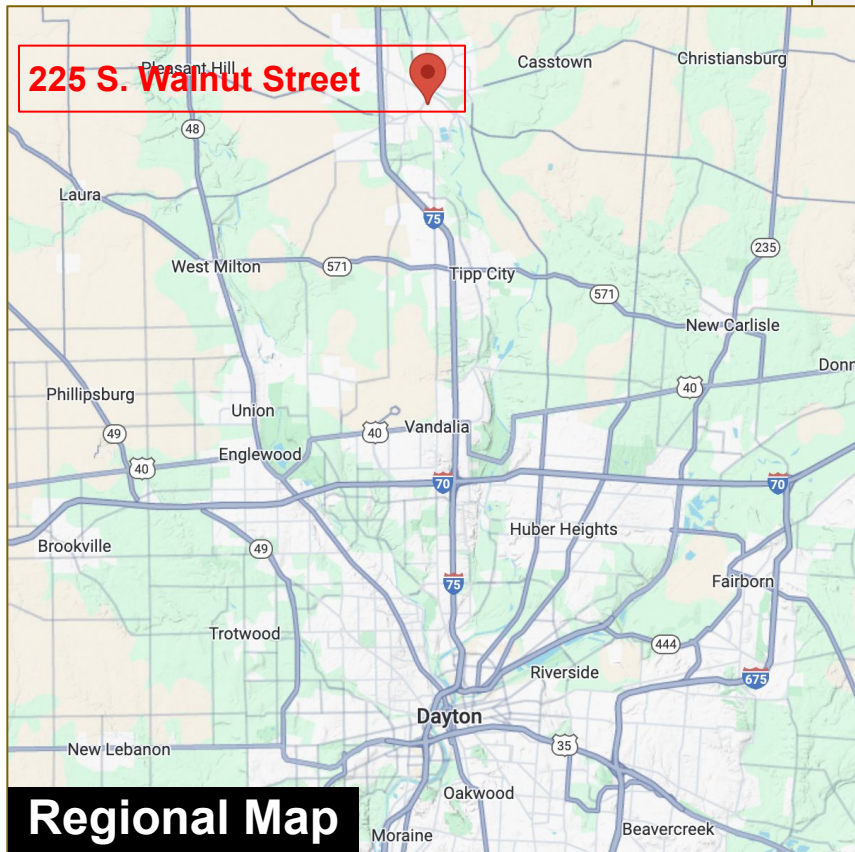 Casstown
Christiansburg
Pleasant Hill
225 S. Walnut Street
48
Laura
75
235
West Milton
571
Tipp City
571
New Carlisle
Donn
40
Phillipsburg
Union
49
40
Vandalia
Englewood
40
70
70
Huber Heights
Brookville
49
75
Fairborn
Trotwood
444
Riverside
675
Dayton
New Lebanon
35
Oakwood
Regional Map
Moraine
Beavercreek